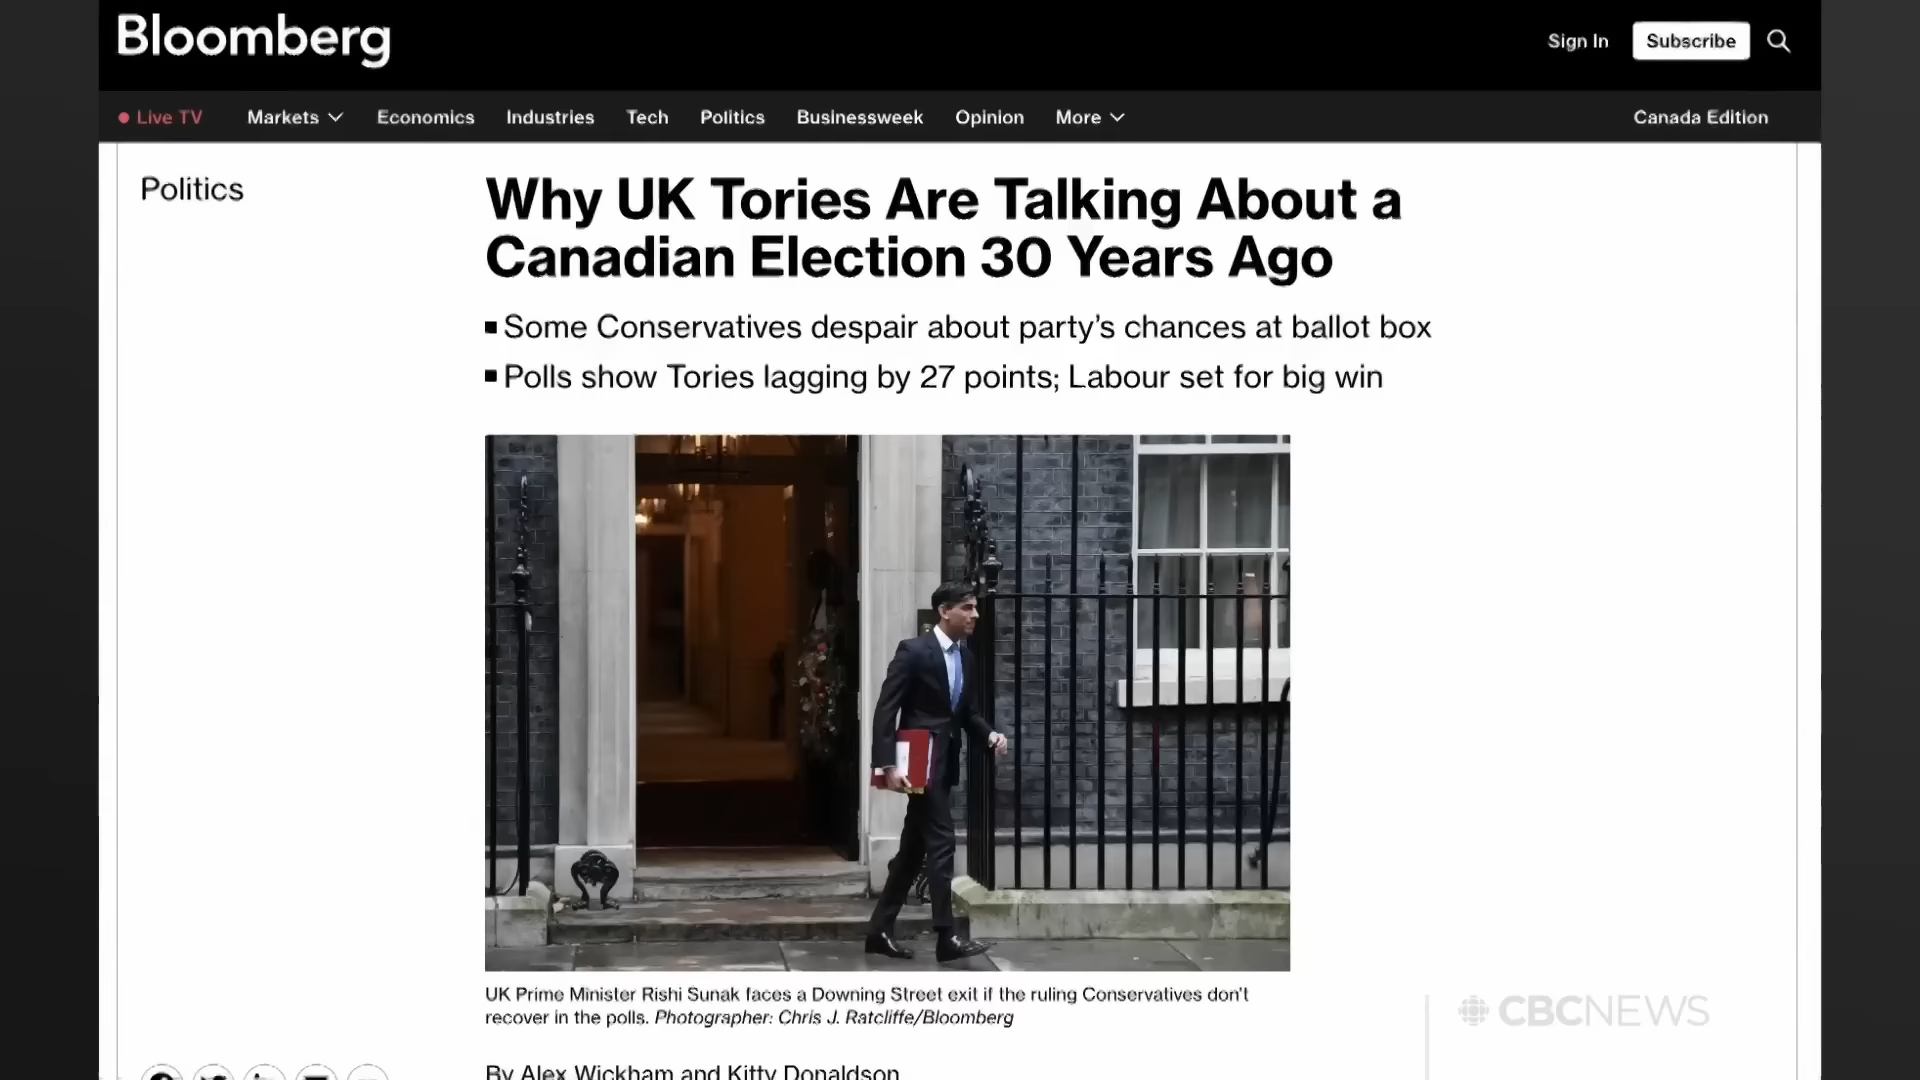 Bloomberg
Sign In
Subscribe
Live TV
Markets
Economics
Industries
Tech
Politics
Businessweek
Opinion
More
Canada Edition
Politics
Why UK Tories Are Talking About a
Canadian Election 30 Years Ago
Some Conservatives despair about party’s chances at ballot box
Polls show Tories lagging by 27 points; Labour set for big win
UK Prime Minister Rishi Sunak faces a Downing Street exit if the ruling Conservatives don't
recover in the polls. Photographer: Chris J. Ratcliffe/Bloomberg
CBCNEWS
By Alex Wickham and Kitty Donaldson